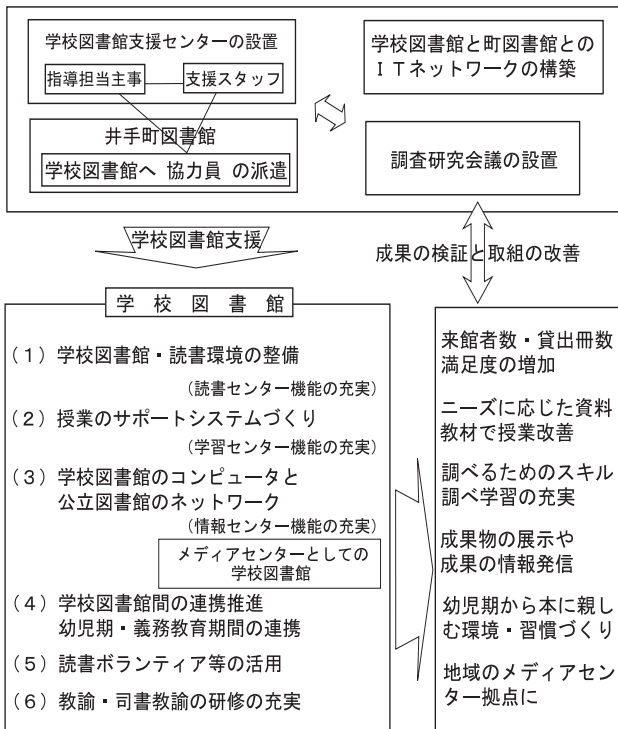 学校図書館支援センターの設置
指導担当主事
支援スタッフ
井手町図書館
学校図書館へ 協力員 の派遣
学校図書館と町図書館との
ＩＴネットワークの構築
調査研究会議の設置
学校図書館支援
成果の検証と取組の改善
学 校 図 書 館
（１）学校図書館・読書環境の整備
（読書センター機能の充実）
（２）授業のサポートシステムづくり
（学習センター機能の充実）
（３）学校図書館のコンピュータと
公立図書館のネットワーク
（情報センター機能の充実）
メディアセンターとしての
学校図書館
（４）学校図書館間の連携推進
幼児期・義務教育期間の連携
（５）読書ボランティア等の活用
（６）教諭・司書教諭の研修の充実
来館者数・貸出冊数
満足度の増加
ニーズに応じた資料
教材で授業改善
調べるためのスキル
調べ学習の充実
成果物の展示や
成果の情報発信
幼児期から本に親し
む環境・習慣づくり
地域のメディアセン
ター拠点に